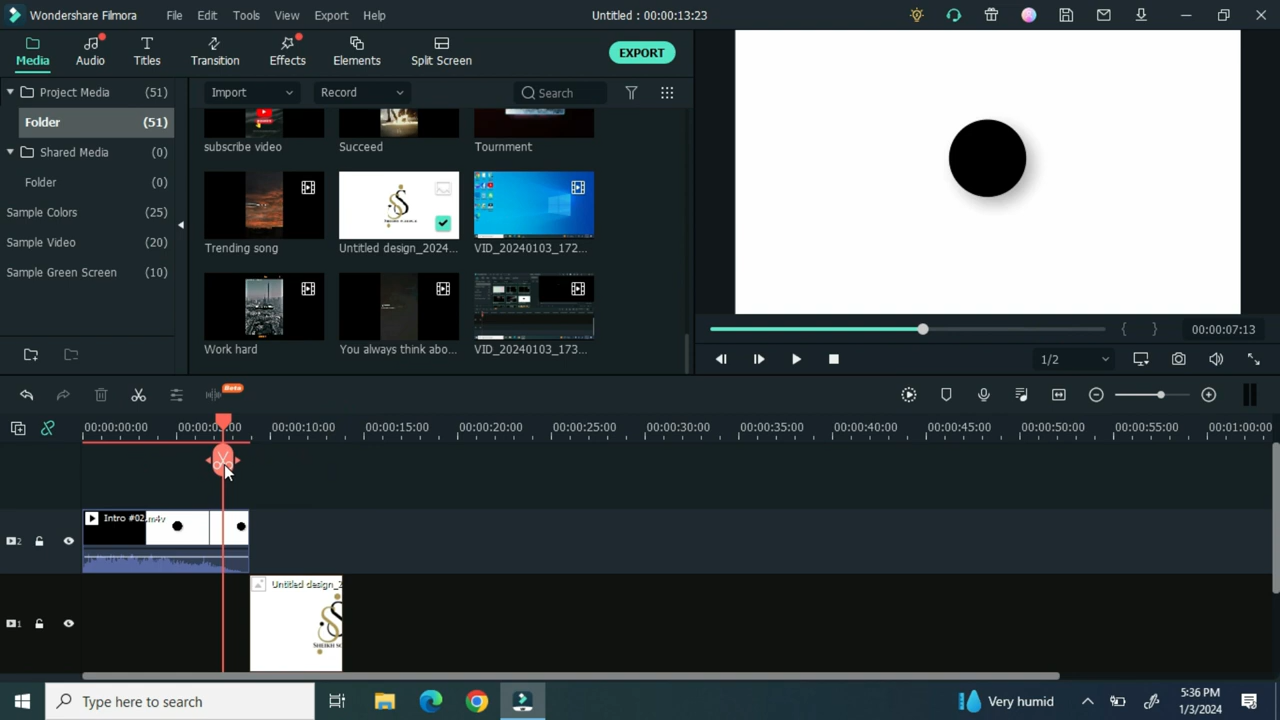 Wondershare Filmora
File
Edit
Tools
View
Export
Help
Untitled : 00:00:13:23
Media
Audio
Titles
Transition
Effects
Elements
Split Screen
EXPORT
Project Media (51)
Folder (51)
Shared Media (0)
Folder (0)
Sample Colors (25)
Sample Video (20)
Sample Green Screen (10)
Import
Record
Search
subscribe video
Succeed
Tournment
Trending song
Untitled design_2024...
VID_20240103_172...
Work hard
You always think abo...
VID_20240103_173...
00:00:07:13
1/2
Beta
00:00:00:00
00:00:05:00
00:00:10:00
00:00:15:00
00:00:20:00
00:00:25:00
00:00:30:00
00:00:35:00
00:00:40:00
00:00:45:00
00:00:50:00
00:00:55:00
00:01:00:00
Intro #02.m4v
2
Untitled design_2
1
Type here to search
Very humid
5:36 PM
1/3/2024